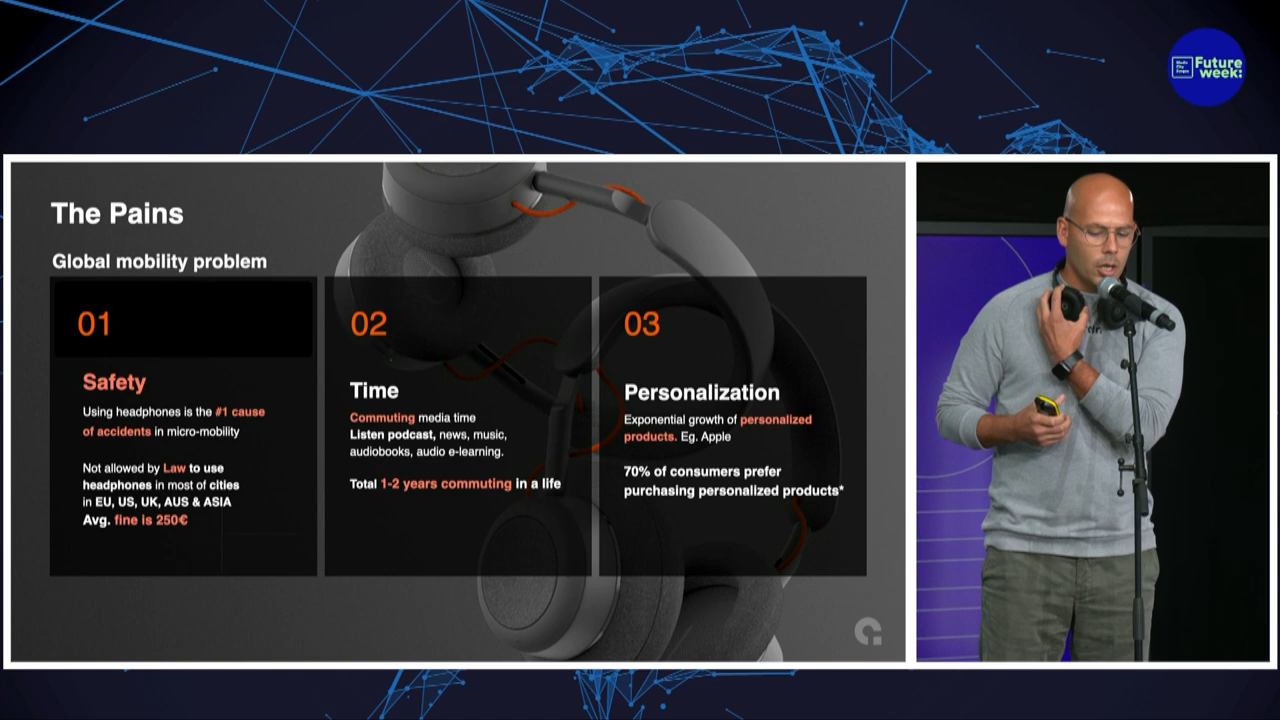 Media
City
Bergen
Future
week:
The Pains
Global mobility problem
01
Safety
Using headphones is the #1 cause
of accidents in micro-mobility
Not allowed by Law to use
headphones in most of cities
in EU, US, UK, AUS & ASIA
Avg. fine is 250€
02
Time
Commuting media time
Listen podcast, news, music,
audiobooks, audio e-learning.
Total 1-2 years commuting in a life
03
Personalization
Exponential growth of personalized
products. Eg. Apple
70% of consumers prefer
purchasing personalized products*